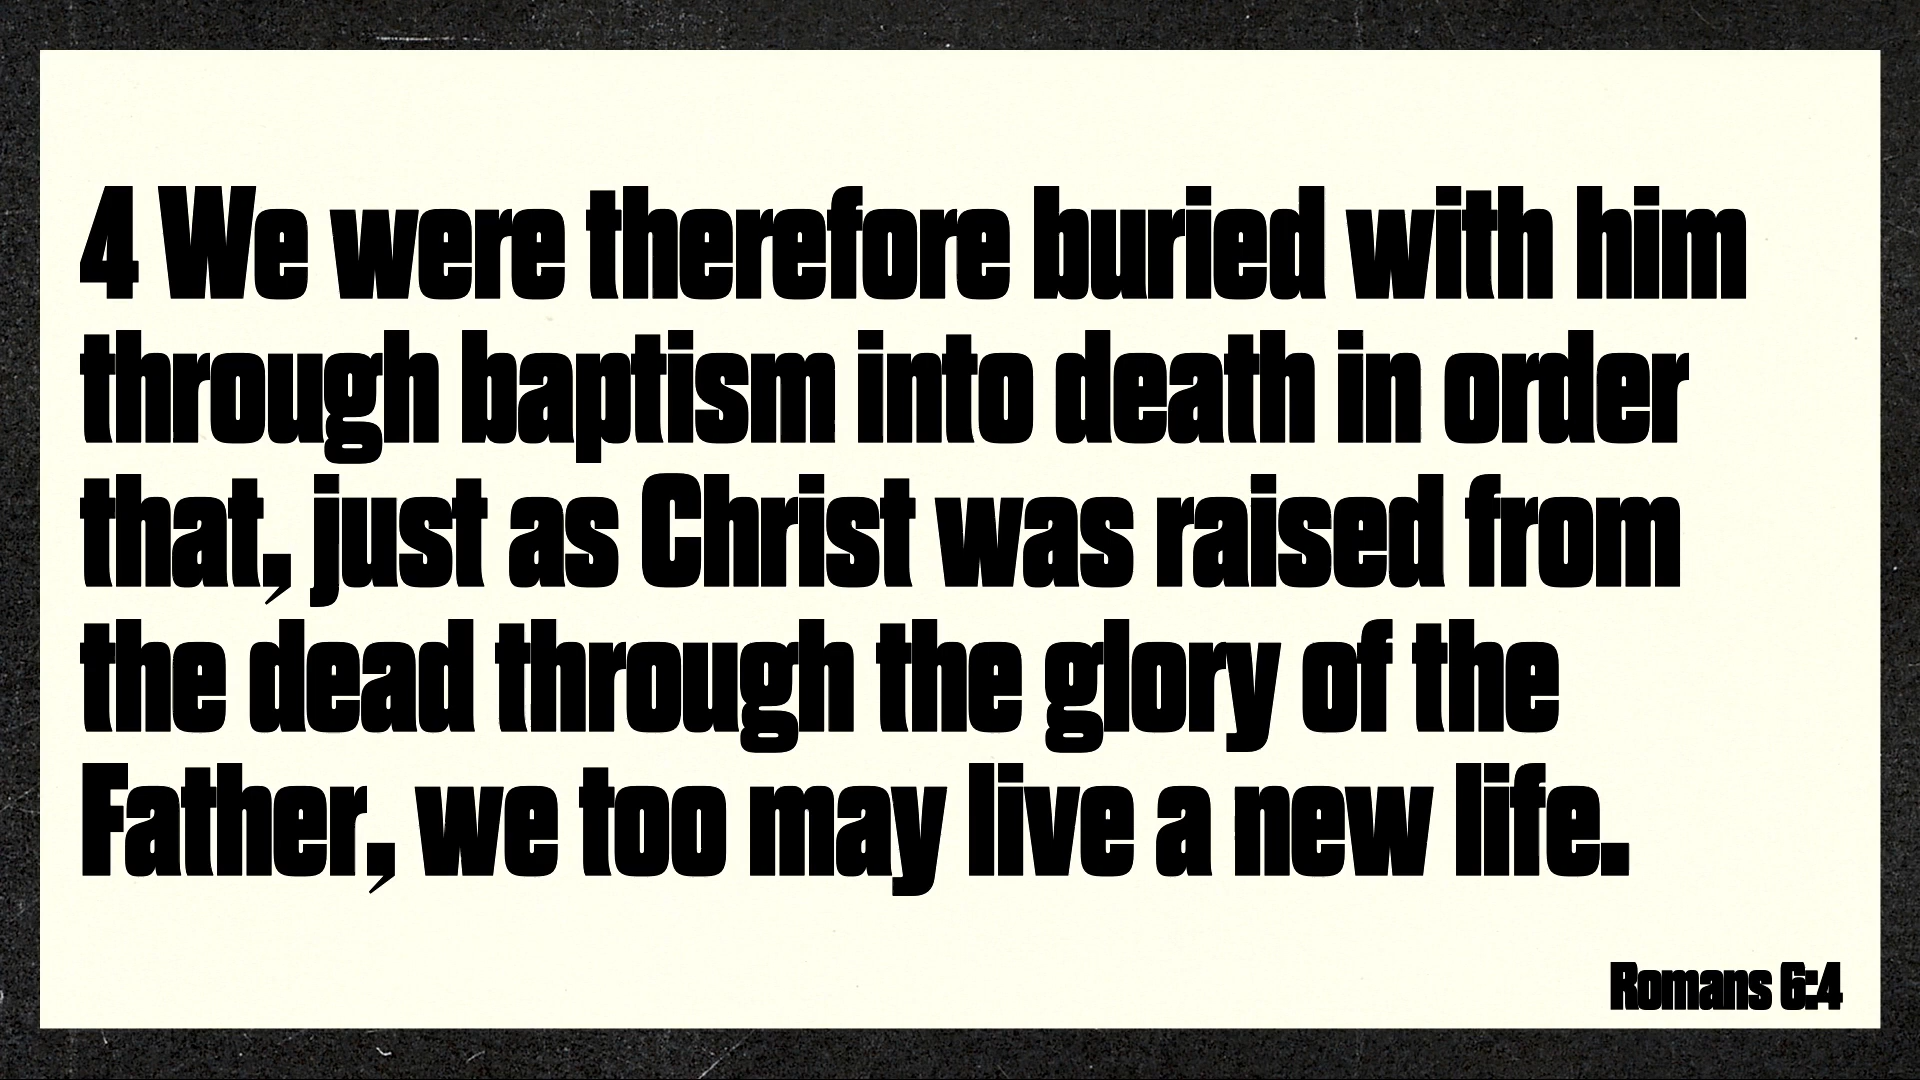 4 We were therefore buried with him
through baptism into death in order
that, just as Christ was raised from
the dead through the glory of the
Father, we too may live a new life.
Romans 6:4